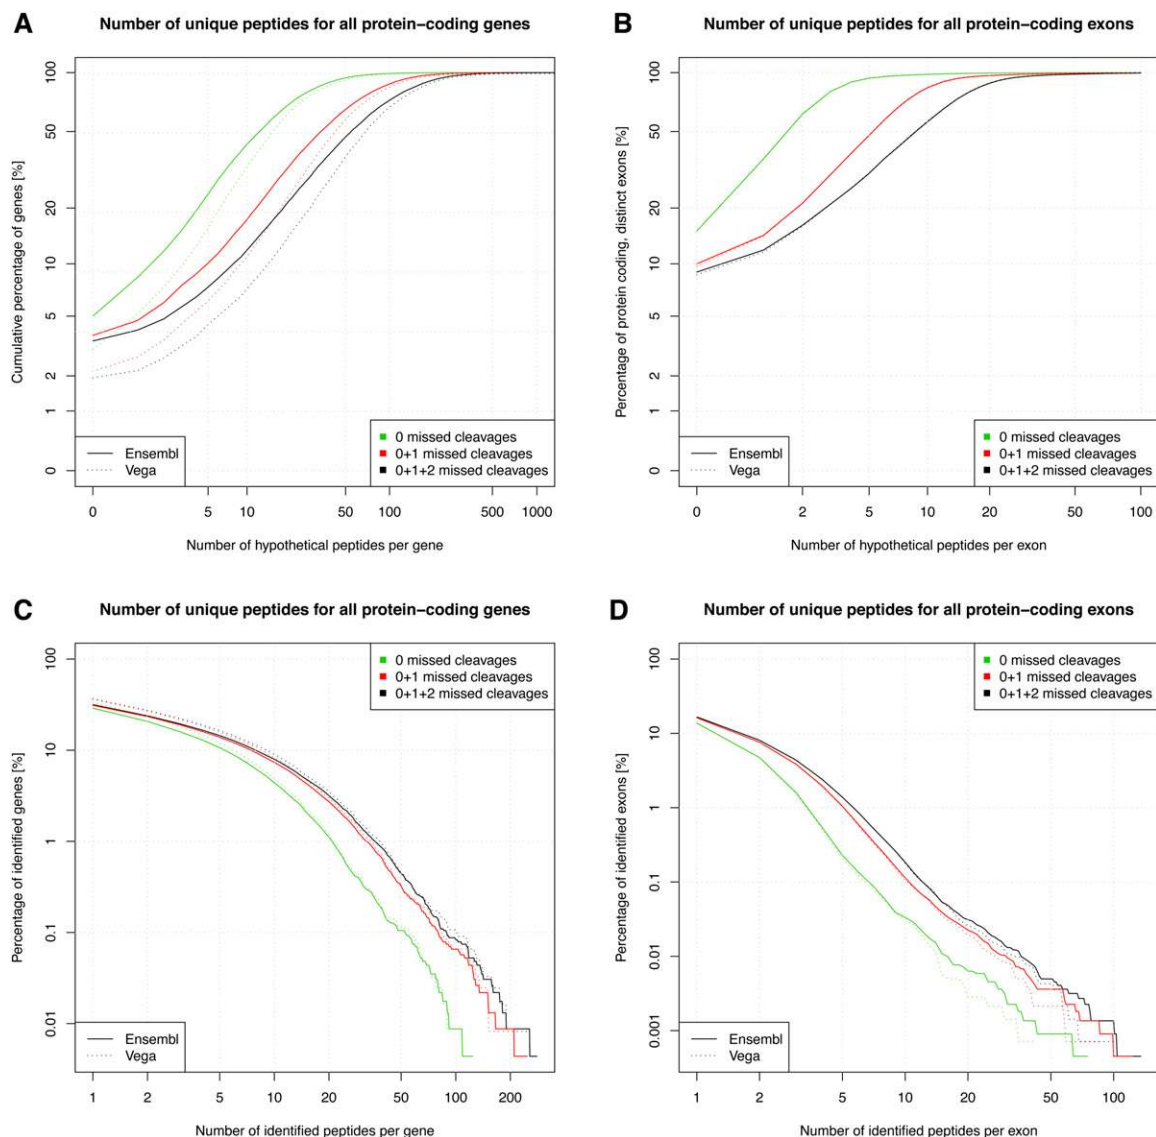 A
Number of unique peptides for all protein−coding genes
Cumulative percentage of genes [%]
100
50
20
10
5
2
1
0
Ensembl
Vega
0 missed cleavages
0+1 missed cleavages
0+1+2 missed cleavages
0 5 10 50 100 500 1000
Number of hypothetical peptides per gene
B
Number of unique peptides for all protein−coding exons
Percentage of protein coding, distinct exons [%]
100
50
20
10
5
2
1
0
Ensembl
Vega
0 missed cleavages
0+1 missed cleavages
0+1+2 missed cleavages
0 2 5 10 20 100
Number of hypothetical peptides per exon
C
Number of unique peptides for all protein−coding genes
Percentage of identified genes [%]
100
10
1
0.1
0.01
0 missed cleavages
0+1 missed cleavages
0+1+2 missed cleavages
Ensembl
Vega
1 2 5 10 20 50 100 200
Number of identified peptides per gene
D
Number of unique peptides for all protein−coding exons
Percentage of identified exons [%]
100
10
1
0.1
0.01
0.001
0 missed cleavages
0+1 missed cleavages
0+1+2 missed cleavages
Ensembl
Vega
1 2 5 10 20 50 100
Number of identified peptides per exon